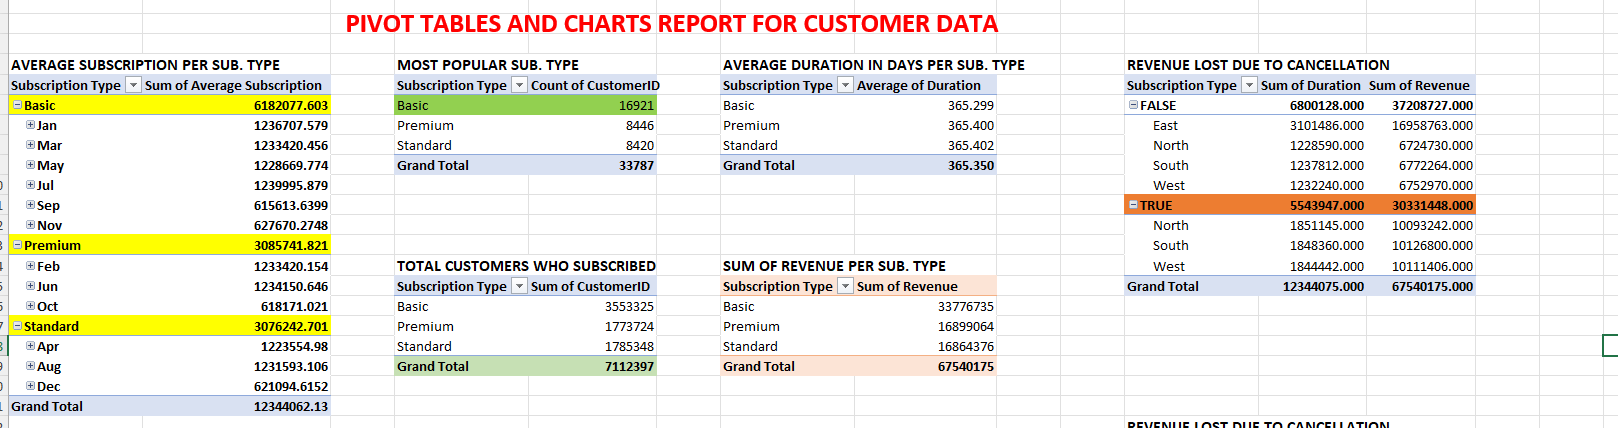 PIVOT TABLES AND CHARTS REPORT FOR CUSTOMER DATA
AVERAGE SUBSCRIPTION PER SUB. TYPE
Subscription Type Sum of Average Subscription
Basic 6182077.603
Jan 1236707.579
Mar 1233420.456
May 1228669.774
Jul 1239995.879
Sep 615613.6399
Nov 627670.2748
Premium 3085741.821
Feb 1233420.154
Jun 1234150.646
Oct 618171.021
Standard 3076242.701
Apr 1223554.98
Aug 1231593.106
Dec 621094.6152
Grand Total 12344062.13
MOST POPULAR SUB. TYPE
Subscription Type Count of CustomerID
Basic 16921
Premium 8446
Standard 8420
Grand Total 33787
TOTAL CUSTOMERS WHO SUBSCRIBED
Subscription Type Sum of CustomerID
Basic 3553325
Premium 1773724
Standard 1785348
Grand Total 7112397
AVERAGE DURATION IN DAYS PER SUB. TYPE
Subscription Type Average of Duration
Basic 365.299
Premium 365.400
Standard 365.402
Grand Total 365.350
SUM OF REVENUE PER SUB. TYPE
Subscription Type Sum of Revenue
Basic 33776735
Premium 16899064
Standard 16864376
Grand Total 67540175
REVENUE LOST DUE TO CANCELLATION
Subscription Type Sum of Duration Sum of Revenue
FALSE 6800128.000 37208727.000
East 3101486.000 16958763.000
North 1228590.000 6724730.000
South 1237812.000 6772264.000
West 1232240.000 6752970.000
TRUE 5543947.000 30331448.000
North 1851145.000 10093242.000
South 1848360.000 10126800.000
West 1844442.000 10111406.000
Grand Total 12344075.000 67540175.000
REVENUE LOST DUE TO CANCELLATION